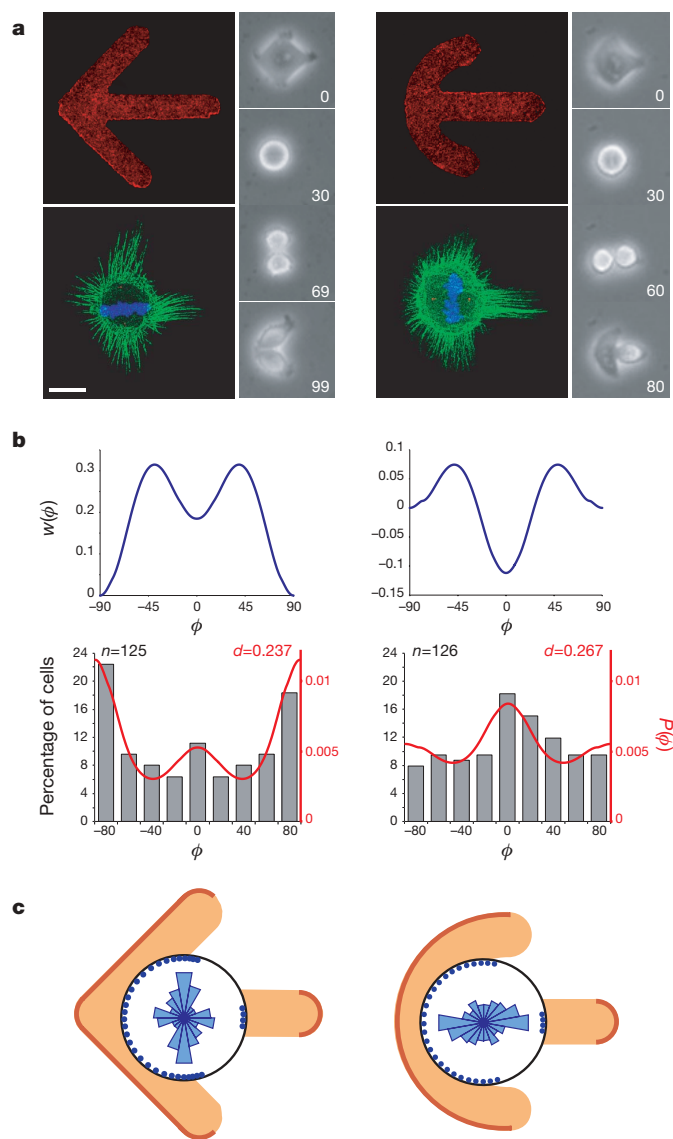 a
0
30
69
99
0
30
60
80
b
w(ϕ)
0.3
0.2
0.1
0
−90 −45 0 45 90
ϕ
0.1
0.05
0
−0.05
−0.1
−0.15
−90 −45 0 45 90
ϕ
Percentage of cells
24
20
16
12
8
4
0
n=125
d=0.237
0.01
0.005
0
−80 −40 0 40 80
ϕ
24
20
16
12
8
4
0
n=126
d=0.267
0.01
0.005
0
P(ϕ)
−80 −40 0 40 80
ϕ
c